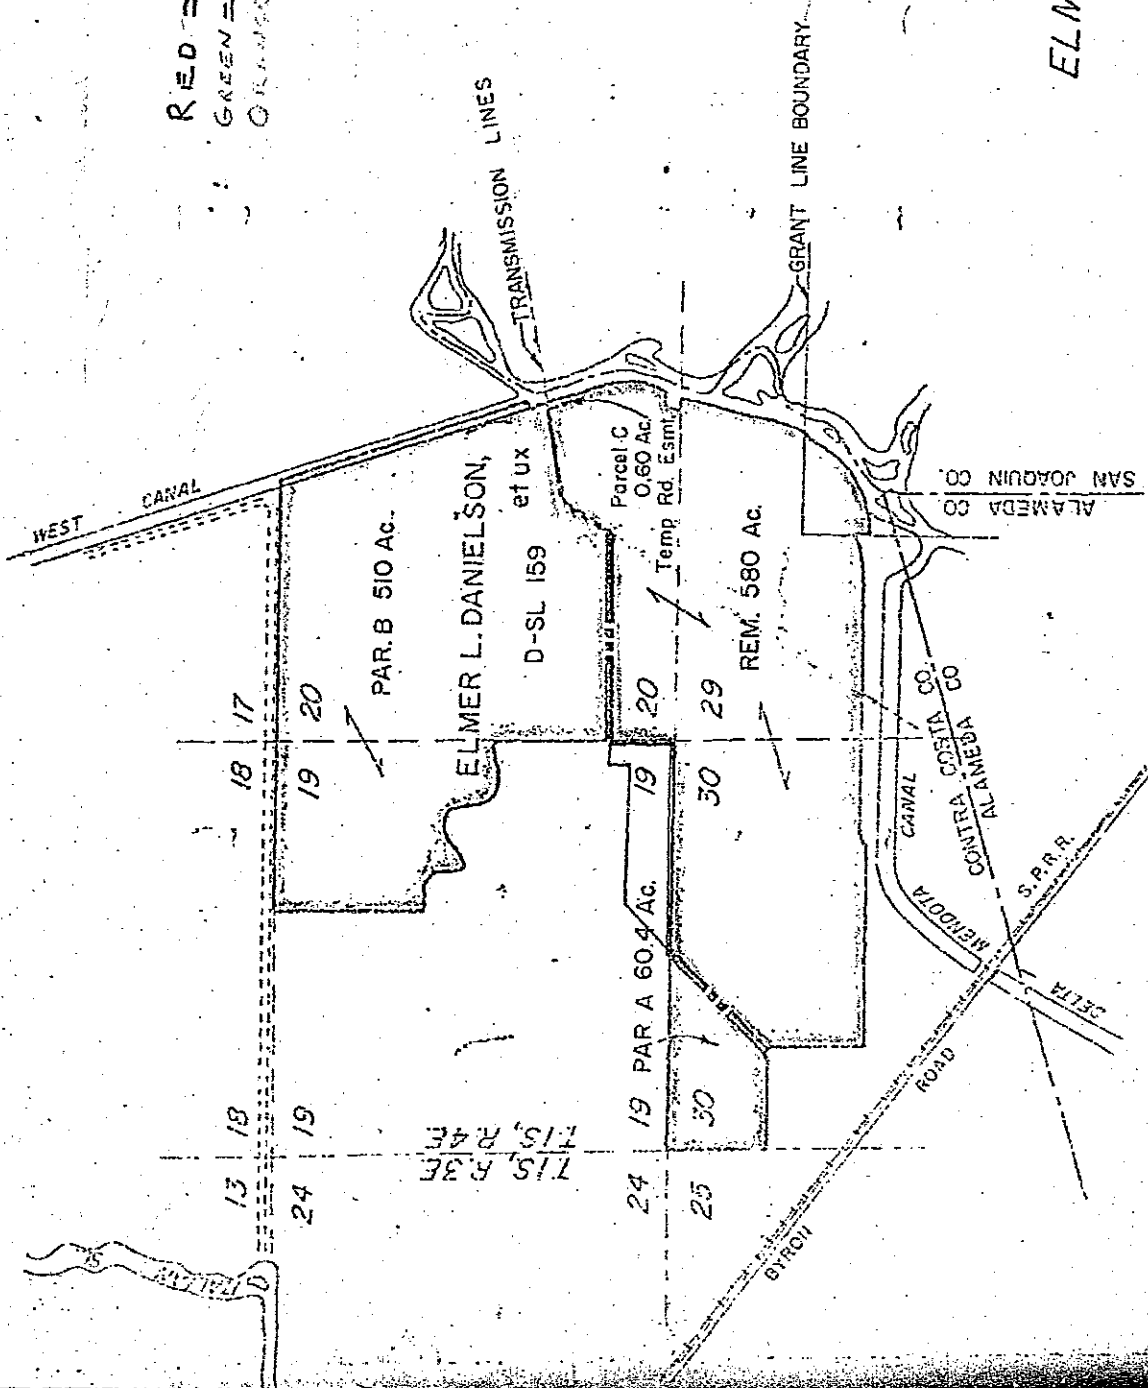 RED =
GREEN =
ELM
WEST CANAL
TRANSMISSION LINES
GRANT LINE BOUNDARY
18 17
19 20
PAR. B 510 Ac.
ELMER L. DANIELSON,
et ux
D-SL 159
Parcel C
0.60 Ac.
Temp Rd. Esmt.
19 20
30 29
REM. 580 Ac.
13 18
24 19
T.1S, R.3E
T.1S, R.4E
24 19
25 30
PAR A 60.4 Ac.
SAN JOAQUIN CO.
ALAMEDA CO
CONTRA COSTA CO.
ALAMEDA CO
DELTA MENDOTA CANAL
BYRON ROAD
S.P.R.R.
ITALIAN SL